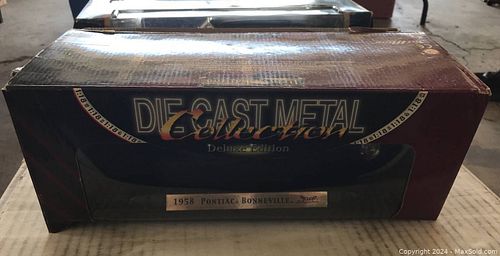 DIE-CAST METAL
Collection
Deluxe Edition
1958 PONTIAC BONNEVILLE
Copyright © 2024 - MaxSold.com